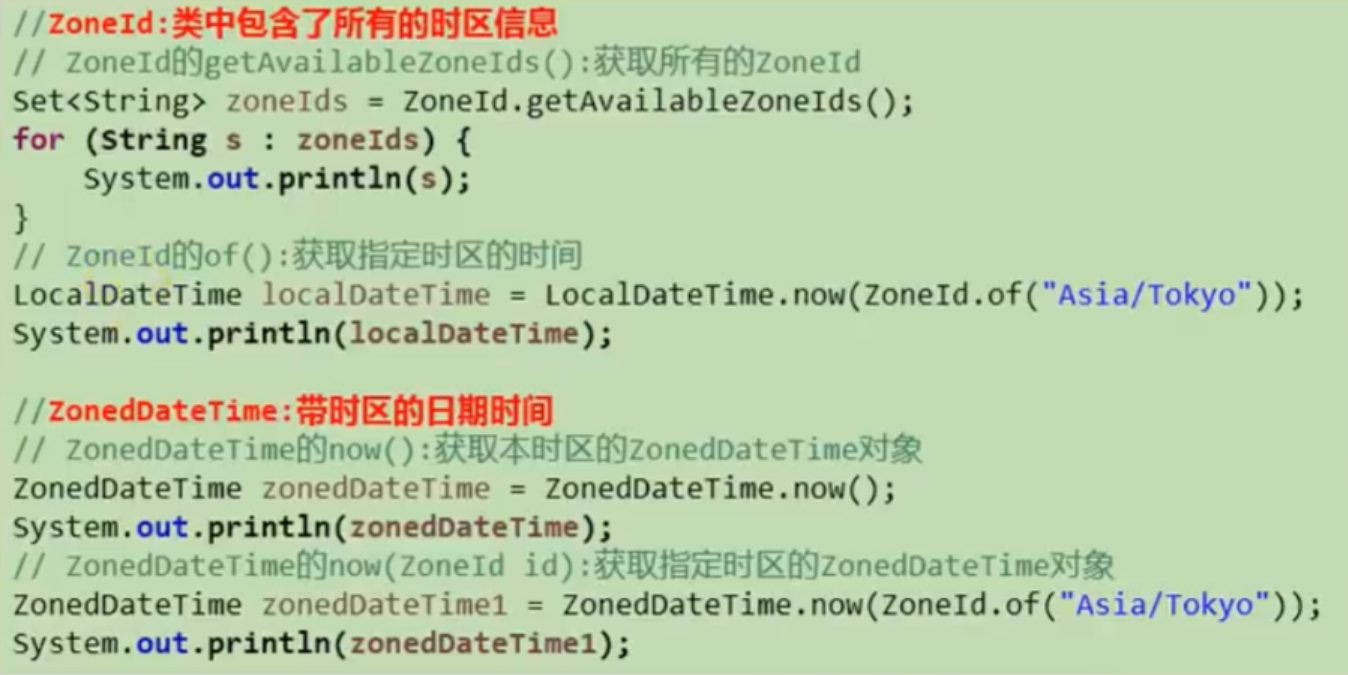 //ZoneId:类中包含了所有的时区信息
// ZoneId的getAvailableZoneIds():获取所有的ZoneId
Set<String> zoneIds = ZoneId.getAvailableZoneIds();
for (String s : zoneIds) {
    System.out.println(s);
}
// ZoneId的of():获取指定时区的时间
LocalDateTime localDateTime = LocalDateTime.now(ZoneId.of("Asia/Tokyo"));
System.out.println(localDateTime);

//ZonedDateTime:带时区的日期时间
// ZonedDateTime的now():获取本时区的ZonedDateTime对象
ZonedDateTime zonedDateTime = ZonedDateTime.now();
System.out.println(zonedDateTime);
// ZonedDateTime的now(ZoneId id):获取指定时区的ZonedDateTime对象
ZonedDateTime zonedDateTime1 = ZonedDateTime.now(ZoneId.of("Asia/Tokyo"));
System.out.println(zonedDateTime1);